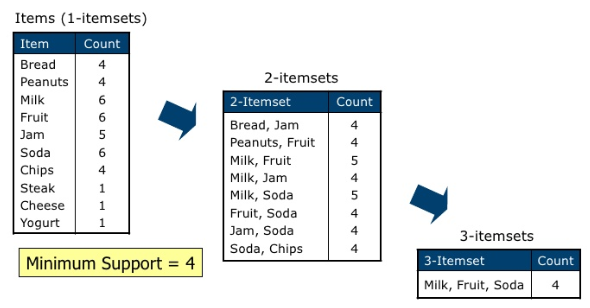 Items (1-itemsets)
Item Count
Bread 4
Peanuts 4
Milk 6
Fruit 6
Jam 5
Soda 6
Chips 4
Steak 1
Cheese 1
Yogurt 1
Minimum Support = 4
2-itemsets
2-Itemset Count
Bread, Jam 4
Peanuts, Fruit 4
Milk, Fruit 5
Milk, Jam 4
Milk, Soda 5
Fruit, Soda 4
Jam, Soda 4
Soda, Chips 4
3-itemsets
3-Itemset Count
Milk, Fruit, Soda 4